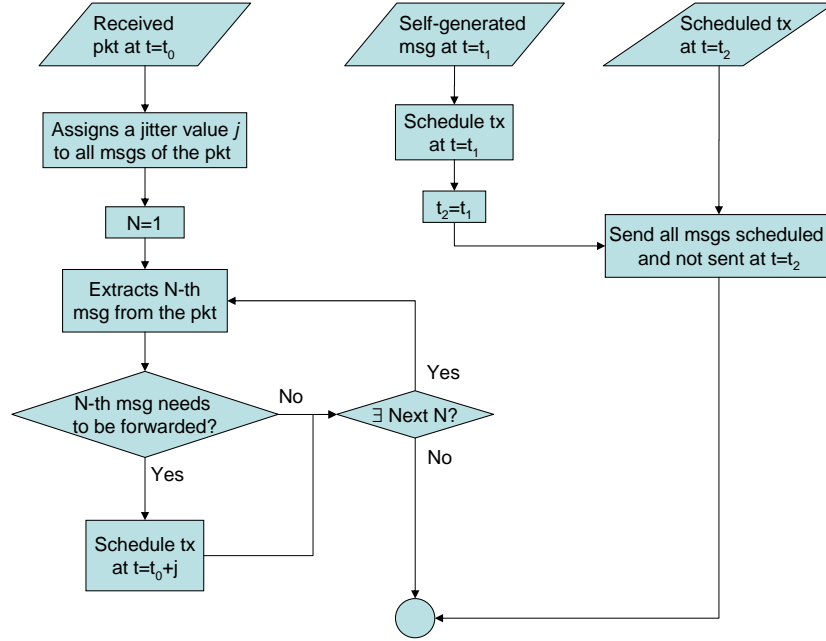 Received
pkt at t=t₀
Self-generated
msg at t=t₁
Scheduled tx
at t=t₂
Assigns a jitter value j
to all msgs of the pkt
Schedule tx
at t=t₁
N=1
t₂=t₁
Send all msgs scheduled
and not sent at t=t₂
Extracts N-th
msg from the pkt
Yes
N-th msg needs
to be forwarded?
No
∃ Next N?
Yes
No
Schedule tx
at t=t₀+j